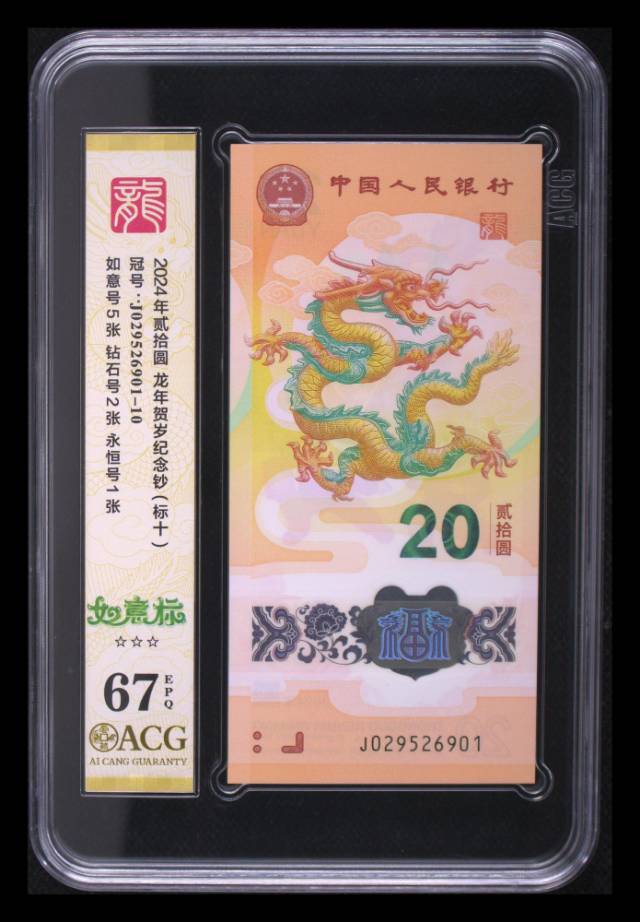 龍
2024年贰拾圆 龙年贺岁纪念钞（标十）
冠号：J029526901-10
如意号5张 钻石号2张 永恒号1张
如意标
☆☆☆
67
EPQ
ACG
AI CANG GUARANTY
中国人民银行
龍
20
贰拾圆
福
J029526901
ACG